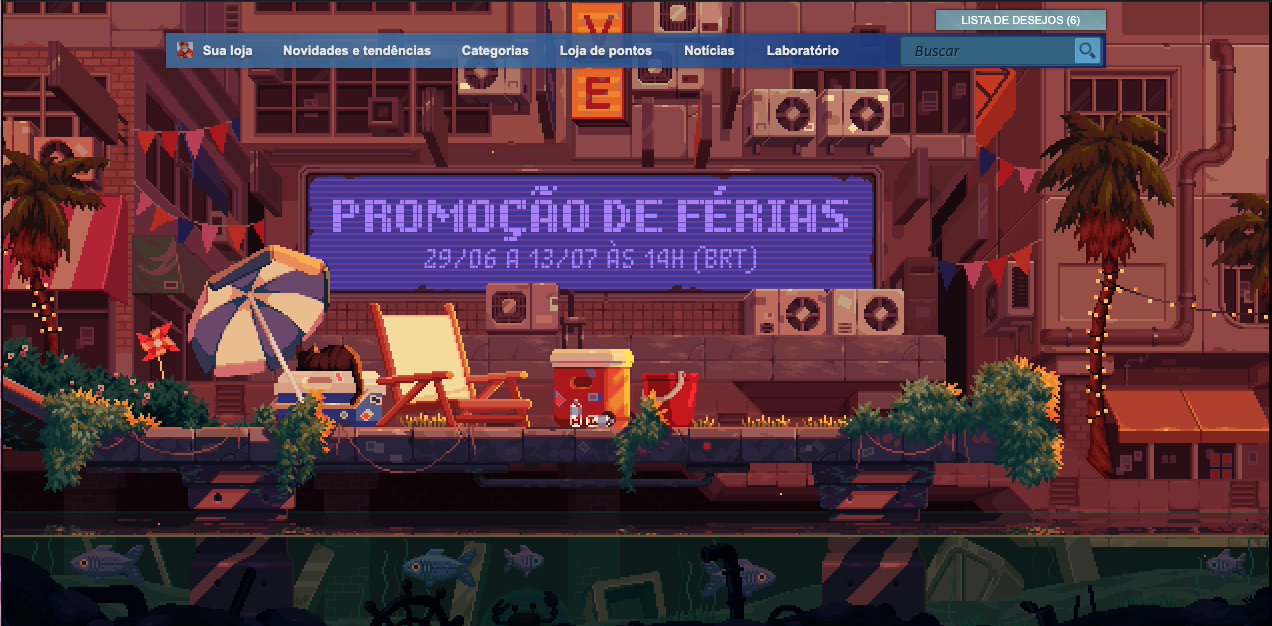 LISTA DE DESEJOS (6)
Sua loja Novidades e tendências Categorias Loja de pontos Notícias Laboratório Buscar
VE
PROMOÇÃO DE FÉRIAS
29/06 A 13/07 ÀS 14H (BRT)